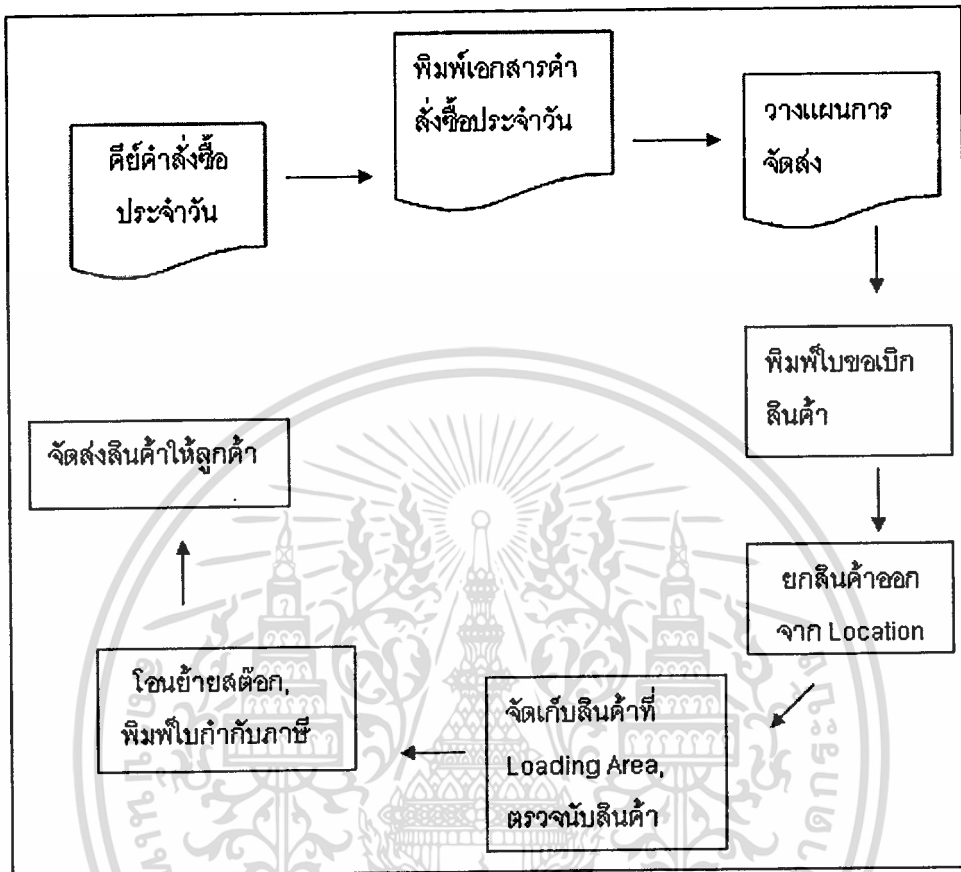 คีย์คำสั่งซื้อ
ประจำวัน
พิมพ์เอกสารคำ
สั่งซื้อประจำวัน
วางแผนการ
จัดส่ง
พิมพ์ใบขอเบิก
สินค้า
ยกสินค้าออก
จาก Location
จัดเก็บสินค้าที่
Loading Area,
ตรวจนับสินค้า
โอนย้ายสต๊อก,
พิมพ์ใบกำกับภาษี
จัดส่งสินค้าให้ลูกค้า